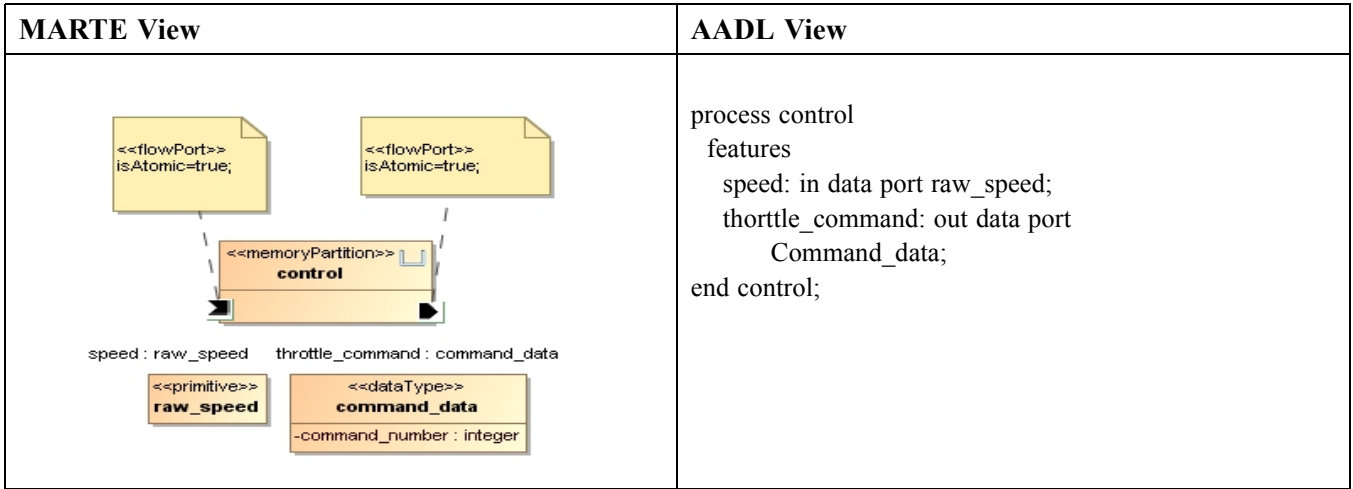 MARTE View
AADL View
<<flowPort>>
isAtomic=true;
<<flowPort>>
isAtomic=true;
<<memoryPartition>>
control
speed : raw_speed
throttle_command : command_data
<<primitive>>
raw_speed
<<dataType>>
command_data
-command_number : integer
process control
features
speed: in data port raw_speed;
thorttle_command: out data port
Command_data;
end control;